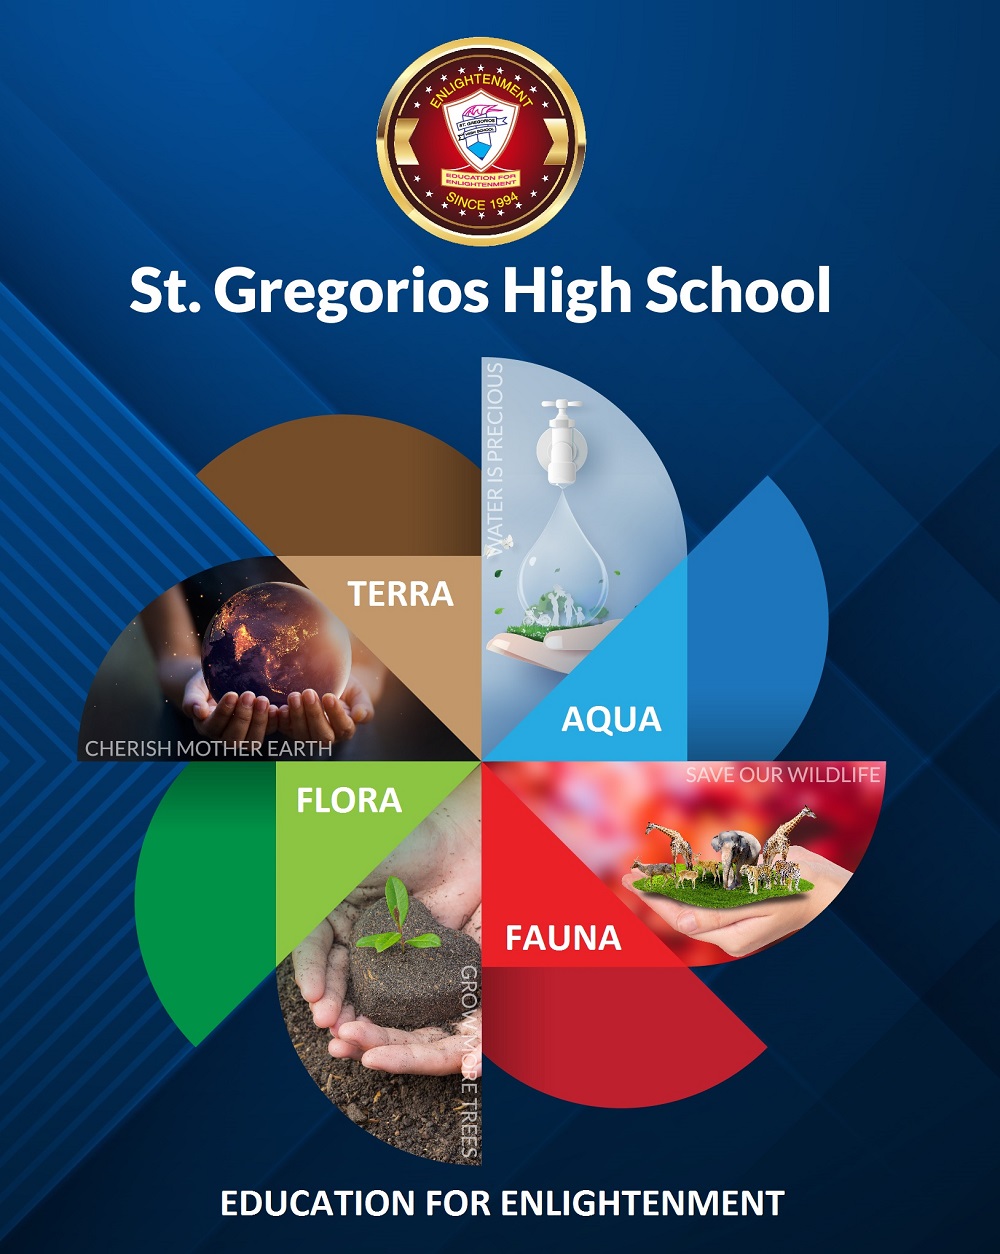 ENLIGHTENMENT
ST. GREGORIOS
HIGH SCHOOL
EDUCATION FOR
ENLIGHTENMENT
SINCE 1994
St. Gregorios High School
WATER IS PRECIOUS
TERRA
AQUA
CHERISH MOTHER EARTH
SAVE OUR WILDLIFE
FLORA
FAUNA
GROW MORE TREES
EDUCATION FOR ENLIGHTENMENT